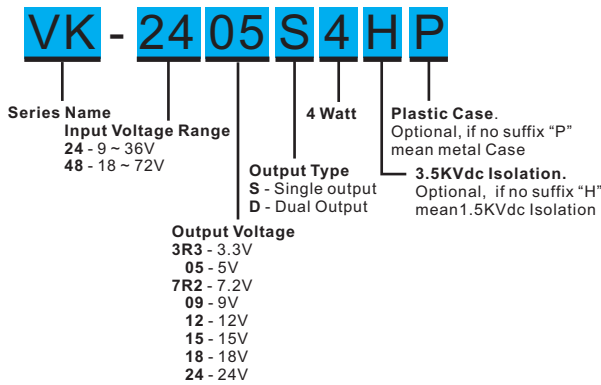 VK - 24 05 S 4 H P
Series Name
Input Voltage Range
24 - 9 ~ 36V
48 - 18 ~ 72V
Output Voltage
3R3 - 3.3V
05 - 5V
7R2 - 7.2V
09 - 9V
12 - 12V
15 - 15V
18 - 18V
24 - 24V
Output Type
S - Single output
D - Dual Output
4 Watt
3.5KVdc Isolation.
Optional, if no suffix “H”
mean1.5KVdc Isolation
Plastic Case.
Optional, if no suffix “P”
mean metal Case